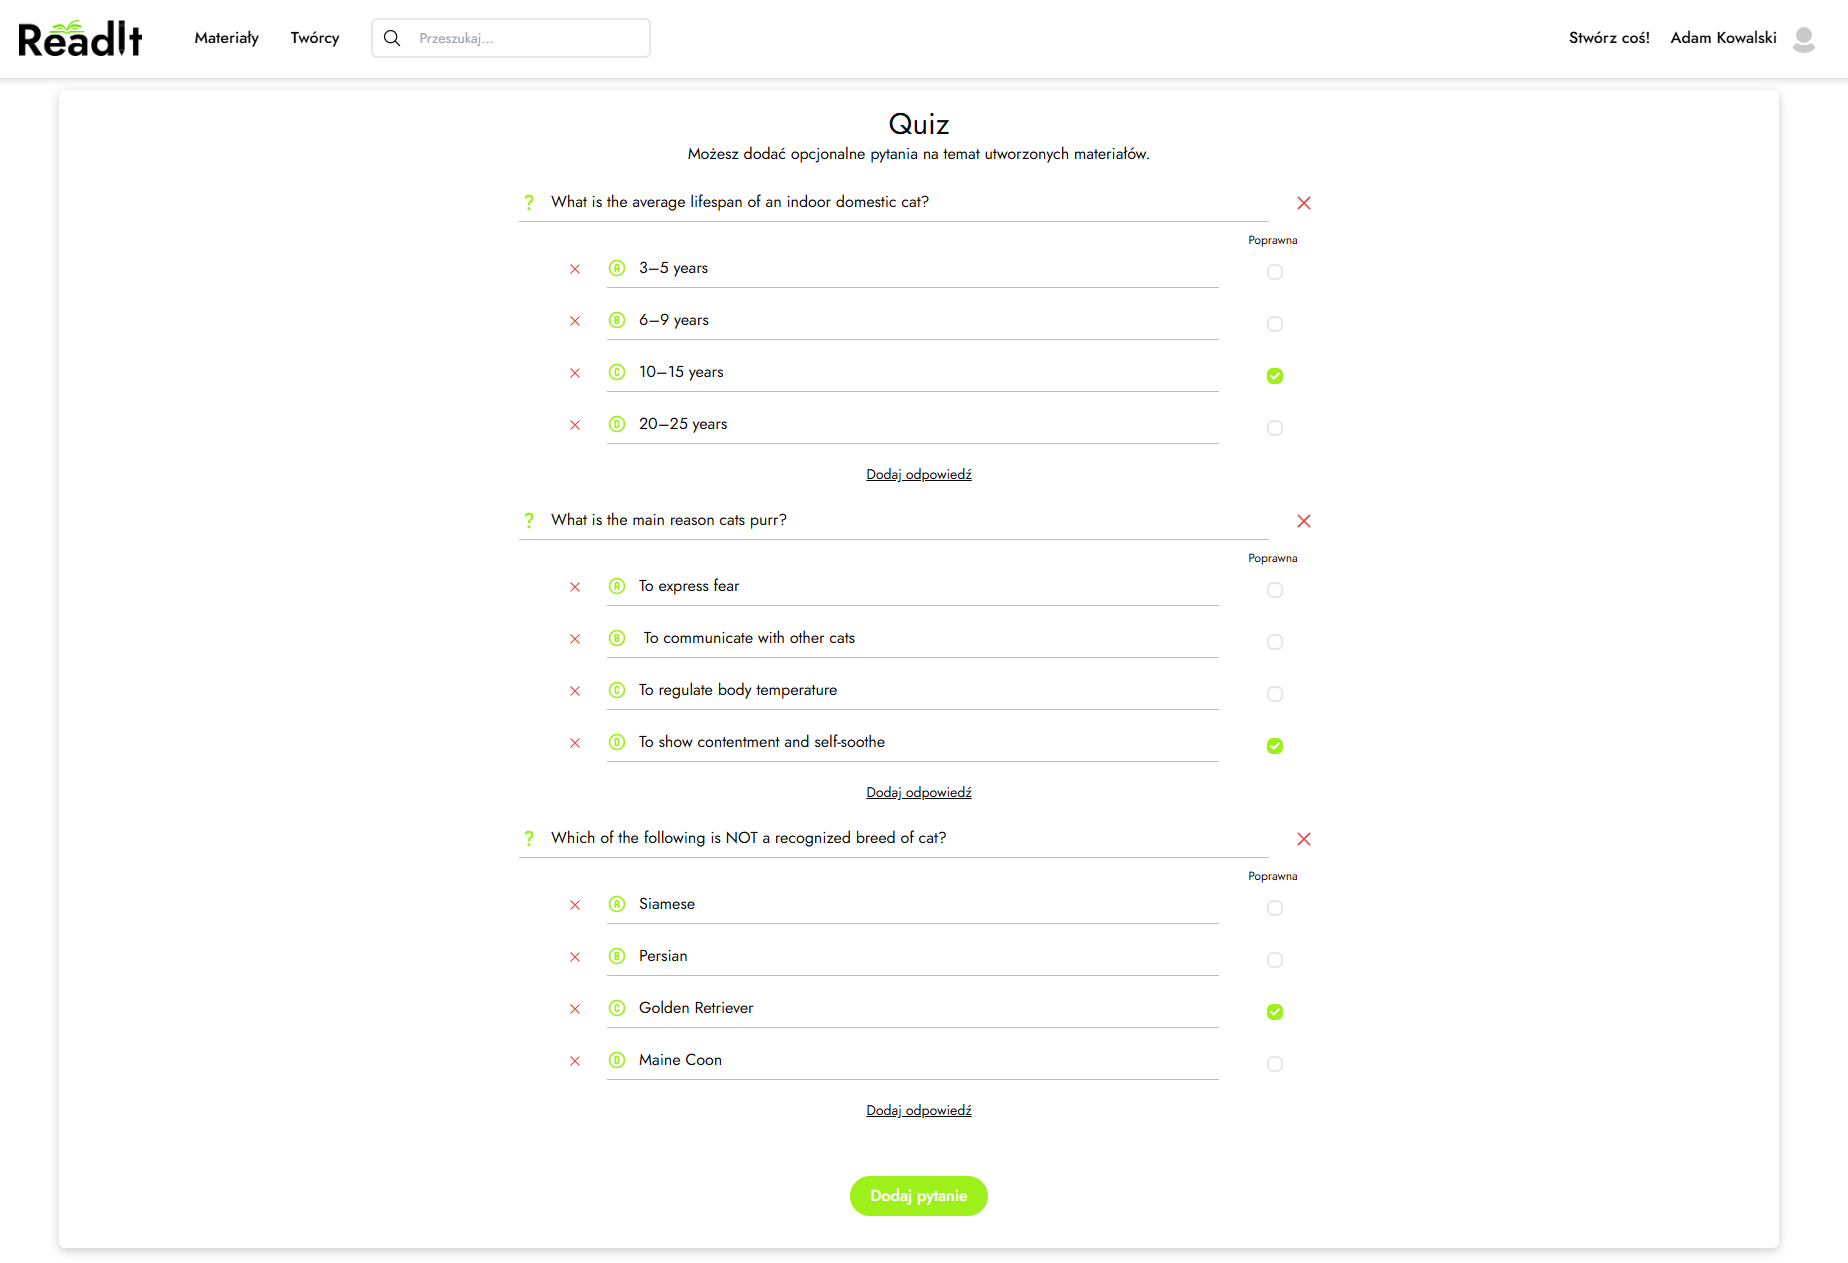 ReadIt Materiały Twórcy Przeszukaj... Stwórz coś! Adam Kowalski
Quiz
Możesz dodać opcjonalne pytania na temat utworzonych materiałów.
? What is the average lifespan of an indoor domestic cat?
Poprawna
A 3–5 years
B 6–9 years
C 10–15 years
D 20–25 years
Dodaj odpowiedź
? What is the main reason cats purr?
Poprawna
A To express fear
B To communicate with other cats
C To regulate body temperature
D To show contentment and self-soothe
Dodaj odpowiedź
? Which of the following is NOT a recognized breed of cat?
Poprawna
A Siamese
B Persian
C Golden Retriever
D Maine Coon
Dodaj odpowiedź
Dodaj pytanie